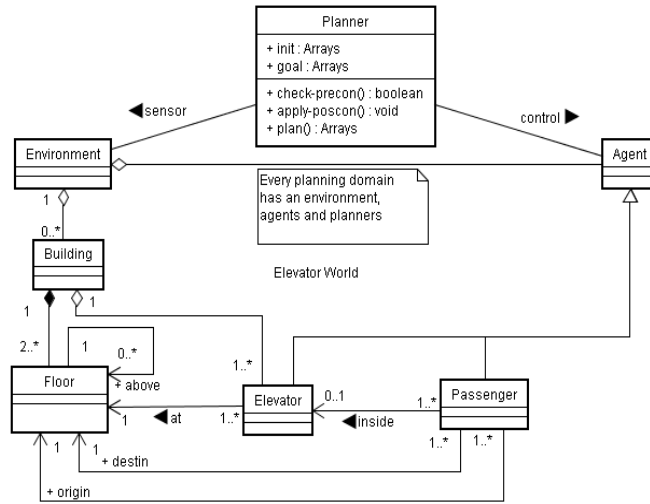 Planner
+ init : Arrays
+ goal : Arrays
+ check-precon() : boolean
+ apply-poscon() : void
+ plan() : Arrays
sensor
control
Environment
Agent
Every planning domain
has an environment,
agents and planners
1
0..*
Building
Elevator World
1
1
2..*
1
0..*
1..*
+ above
Floor
Elevator
Passenger
0..1
1..*
1
at
1..*
inside
1
1
1..*
1..*
+ destin
+ origin